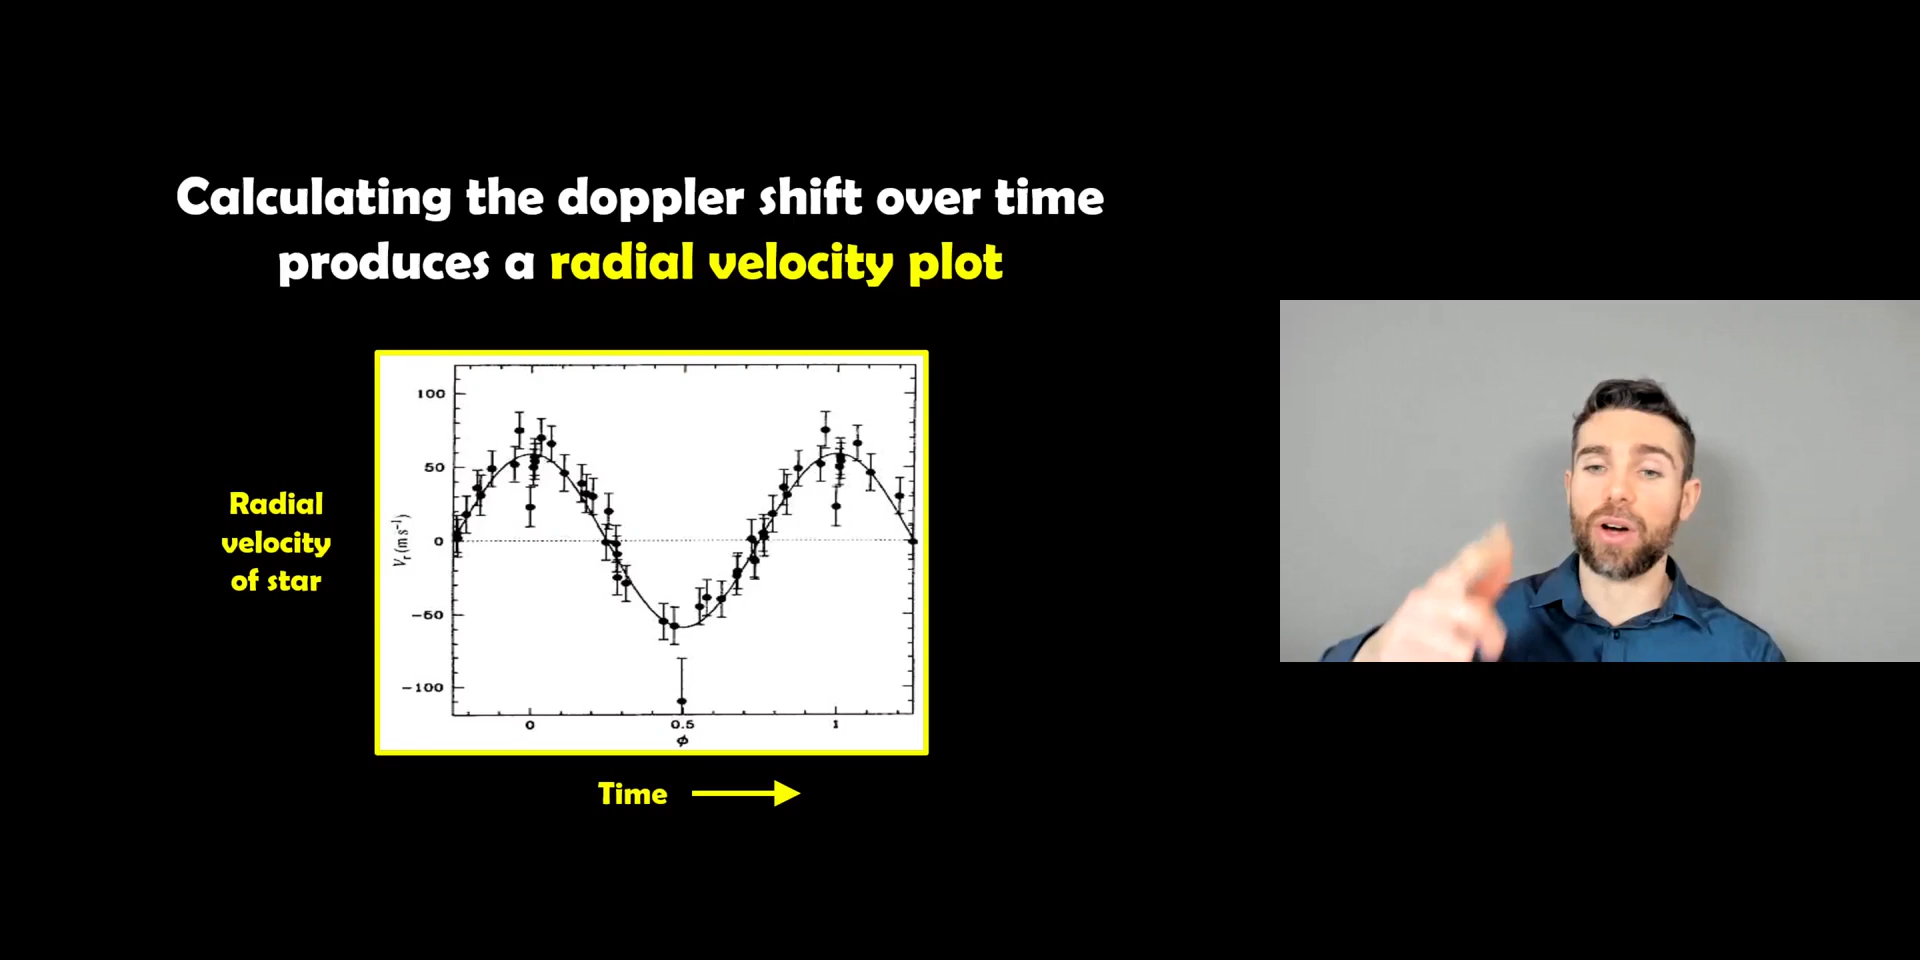 Calculating the doppler shift over time
produces a radial velocity plot
Radial
velocity
of star
100
50
0
−50
−100
Vr (m s⁻¹)
0
0.5
1
ϕ
Time